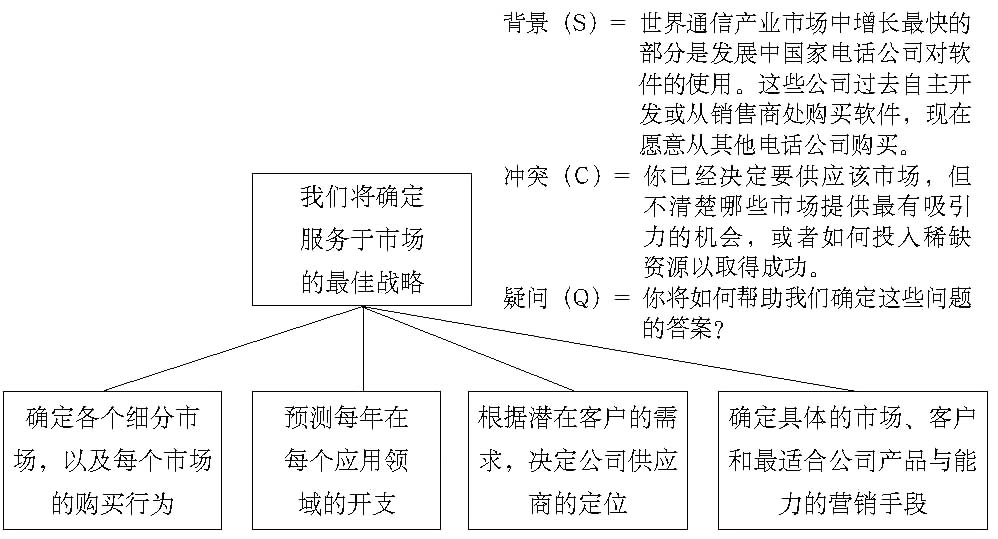 背景（S）= 世界通信产业市场中增长最快的
部分是发展中国家电话公司对软
件的使用。这些公司过去自主开
发或从销售商处购买软件，现在
愿意从其他电话公司购买。
冲突（C）= 你已经决定要供应该市场，但
不清楚哪些市场提供最有吸引
力的机会，或者如何投入稀缺
资源以取得成功。
疑问（Q）= 你将如何帮助我们确定这些问题
的答案？
我们将确定
服务于市场
的最佳战略
确定各个细分市
场，以及每个市场
的购买行为
预测每年在
每个应用领
域的开支
根据潜在客户的需
求，决定公司供应
商的定位
确定具体的市场、客户
和最适合公司产品与能
力的营销手段